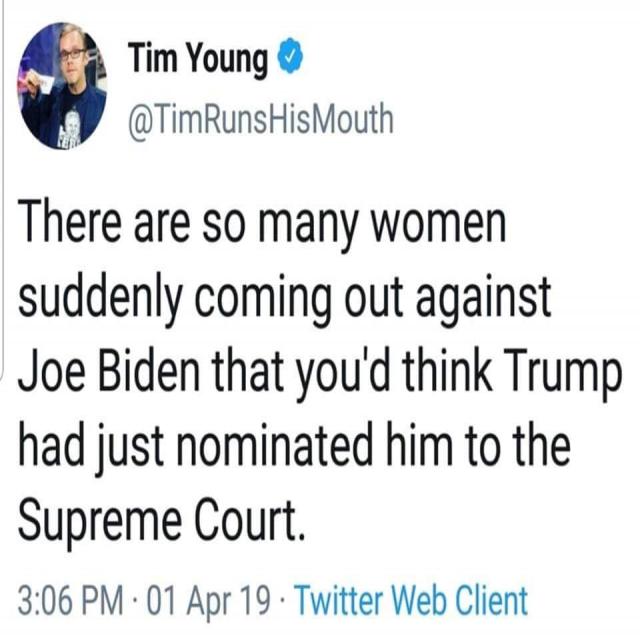 Tim Young
@TimRunsHisMouth
There are so many women
suddenly coming out against
Joe Biden that you'd think Trump
had just nominated him to the
Supreme Court.
3:06 PM · 01 Apr 19 · Twitter Web Client